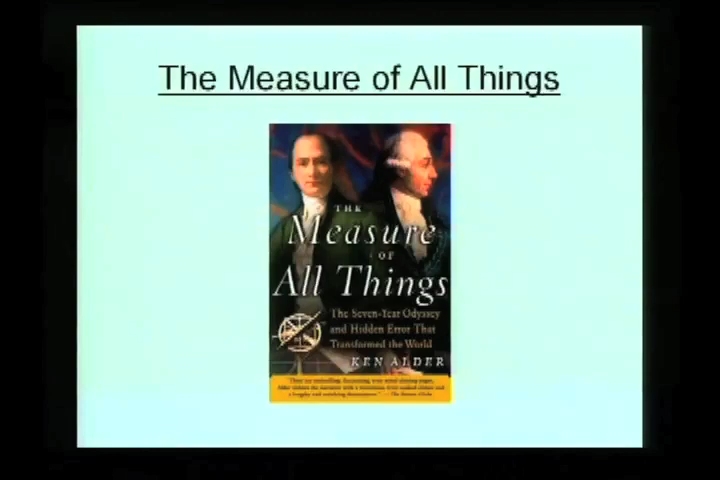 The Measure of All Things
THE
Measure
OF
All Things
The Seven-Year Odyssey
and Hidden Error That
Transformed the World
KEN ALDER